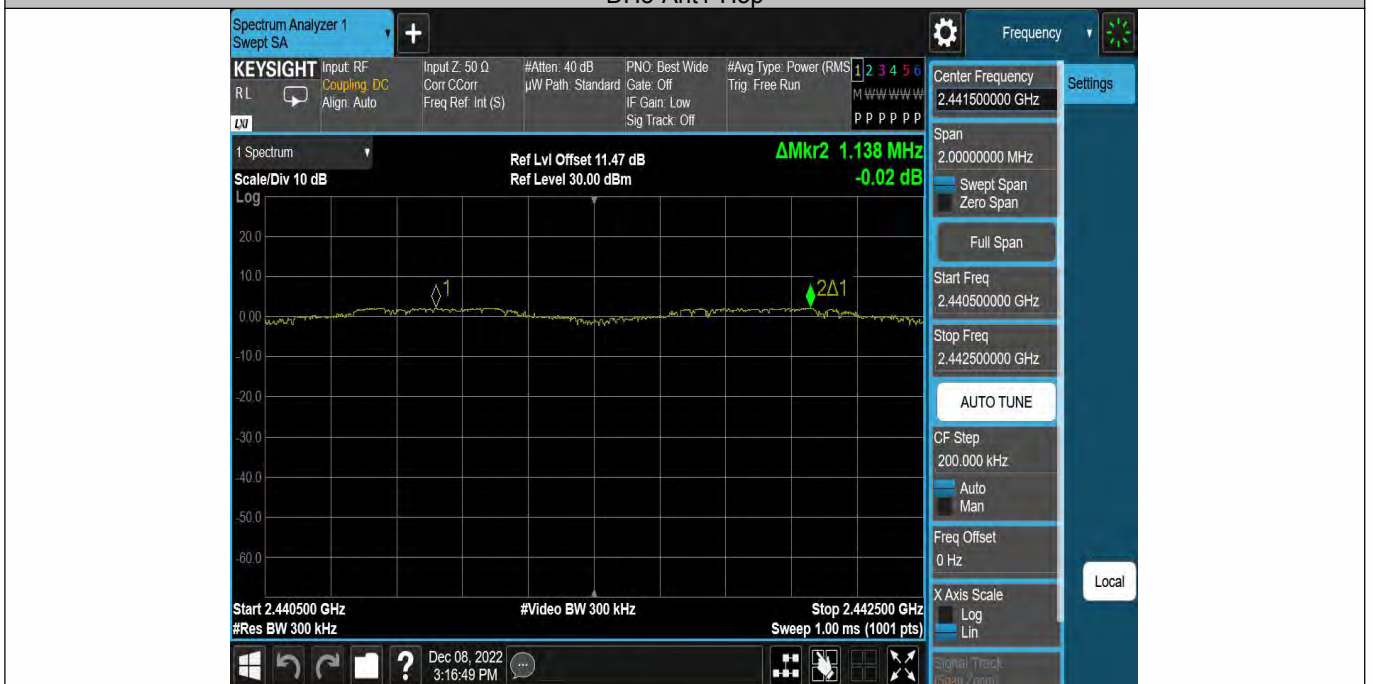 Spectrum Analyzer 1
Swept SA
+
Frequency
KEYSIGHT
RL
LXI
Input: RF
Coupling: DC
Align: Auto
Input Z: 50 Ω
Corr CCorr
Freq Ref: Int (S)
#Atten: 40 dB
µW Path: Standard
PNO: Best Wide
Gate: Off
IF Gain: Low
Sig Track: Off
#Avg Type: Power (RMS
Trig: Free Run
1 2 3 4 5 6
M W W W W W
P P P P P P
Center Frequency
2.441500000 GHz
Settings
1 Spectrum
Scale/Div 10 dB
Log
Ref Lvl Offset 11.47 dB
Ref Level 30.00 dBm
ΔMkr2 1.138 MHz
-0.02 dB
Span
2.00000000 MHz
Swept Span
Zero Span
Full Span
Start Freq
2.440500000 GHz
Stop Freq
2.442500000 GHz
AUTO TUNE
CF Step
200.000 kHz
Auto
Man
Freq Offset
0 Hz
X Axis Scale
Log
Lin
Signal Track
(Span Zoom)
Local
20.0
10.0
0.00
-10.0
-20.0
-30.0
-40.0
-50.0
-60.0
1
2Δ1
Start 2.440500 GHz
#Res BW 300 kHz
#Video BW 300 kHz
Stop 2.442500 GHz
Sweep 1.00 ms (1001 pts)
?
Dec 08, 2022
3:16:49 PM